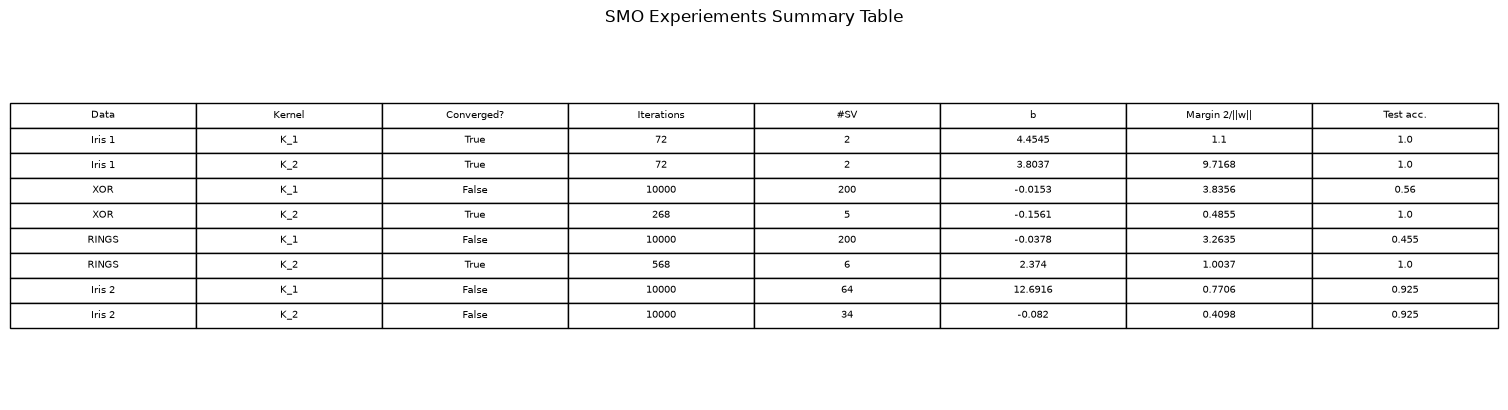 SMO Experiements Summary Table
Data Kernel Converged? Iterations #SV b Margin 2/||w|| Test acc.
Iris 1 K_1 True 72 2 4.4545 1.1 1.0
Iris 1 K_2 True 72 2 3.8037 9.7168 1.0
XOR K_1 False 10000 200 -0.0153 3.8356 0.56
XOR K_2 True 268 5 -0.1561 0.4855 1.0
RINGS K_1 False 10000 200 -0.0378 3.2635 0.455
RINGS K_2 True 568 6 2.374 1.0037 1.0
Iris 2 K_1 False 10000 64 12.6916 0.7706 0.925
Iris 2 K_2 False 10000 34 -0.082 0.4098 0.925